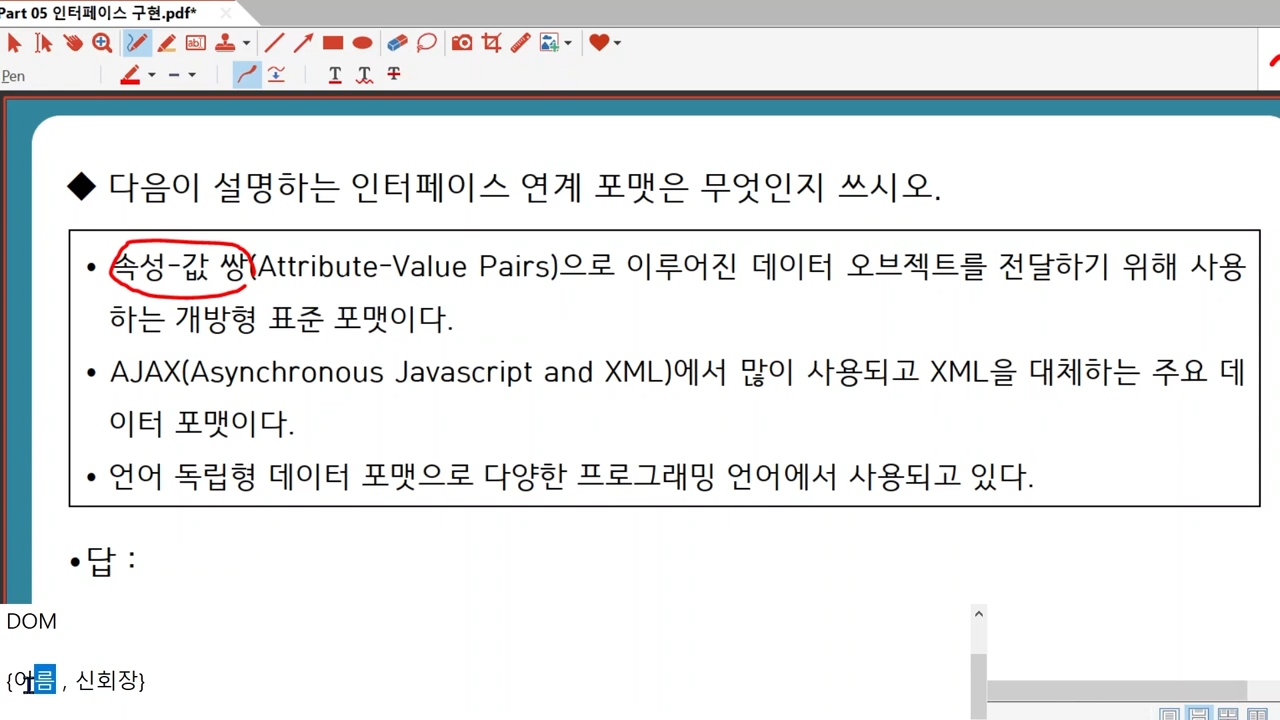 Part 05 인터페이스 구현.pdf*
Pen
◆ 다음이 설명하는 인터페이스 연계 포맷은 무엇인지 쓰시오.
• 속성-값 쌍(Attribute-Value Pairs)으로 이루어진 데이터 오브젝트를 전달하기 위해 사용
하는 개방형 표준 포맷이다.
• AJAX(Asynchronous Javascript and XML)에서 많이 사용되고 XML을 대체하는 주요 데
이터 포맷이다.
• 언어 독립형 데이터 포맷으로 다양한 프로그래밍 언어에서 사용되고 있다.
•답 :
DOM
{이름 , 신회장}